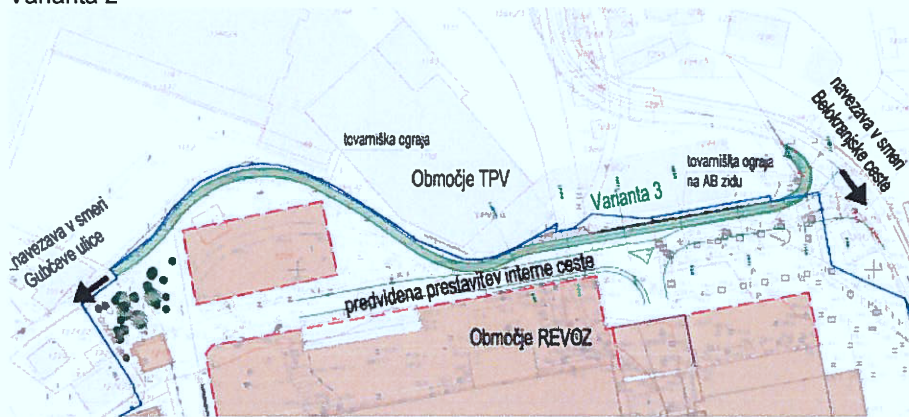 Varianta 2
tovarniška ograja
Območje TPV
tovarniška ograja
na AB zidu
navezava v smeri
Belokranjske ceste
Varianta 3
navezava v smeri
Gubčeve ulice
predvidena prestavitev interne ceste
Območje REVOZ